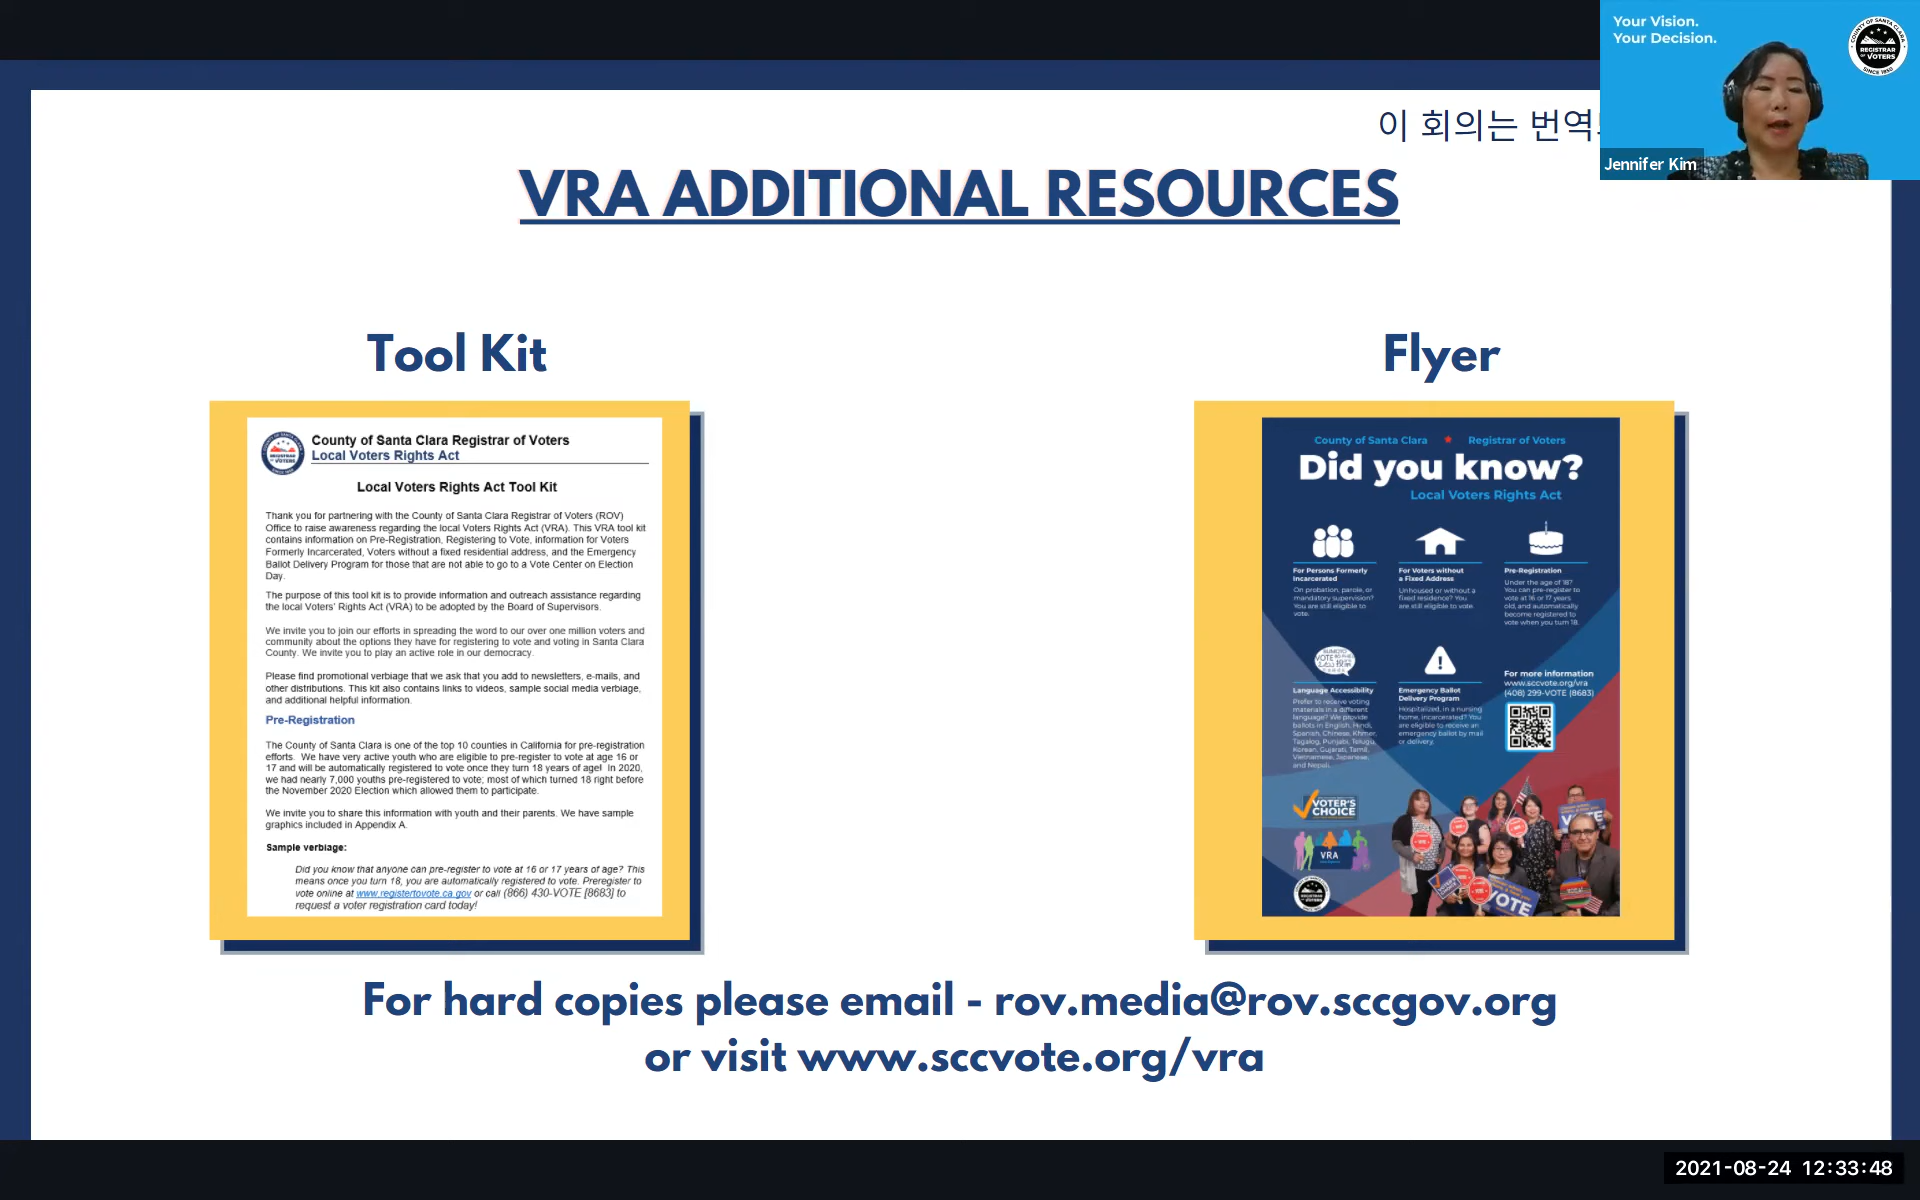 Your Vision.
Your Decision.
COUNTY OF SANTA CLARA
REGISTRAR
OF VOTERS
SINCE 1850
Jennifer Kim
이 회의는 번역
VRA ADDITIONAL RESOURCES
Tool Kit
County of Santa Clara Registrar of Voters
Local Voters Rights Act
Local Voters Rights Act Tool Kit
Thank you for partnering with the County of Santa Clara Registrar of Voters (ROV)
Office to raise awareness regarding the local Voters Rights Act (VRA). This VRA tool kit
contains information on Pre-Registration, Registering to Vote, information for Voters
Formerly Incarcerated, Voters without a fixed residential address, and the Emergency
Ballot Delivery Program for those that are not able to go to a Vote Center on Election
Day.
The purpose of this tool kit is to provide information and outreach assistance regarding
the local Voters' Rights Act (VRA) to be adopted by the Board of Supervisors.
We invite you to join our efforts in spreading the word to our over one million voters and
community about the options they have for registering to vote and voting in Santa Clara
County. We invite you to play an active role in our democracy.
Please find promotional verbiage that we ask that you add to newsletters, e-mails, and
other distributions. This kit also contains links to videos, sample social media verbiage,
and additional helpful information.
Pre-Registration
The County of Santa Clara is one of the top 10 counties in California for pre-registration
efforts. We have very active youth who are eligible to pre-register to vote at age 16 or
17 and will be automatically registered to vote once they turn 18 years of age! In 2020,
we had nearly 7,000 youths pre-registered to vote; most of which turned 18 right before
the November 2020 Election which allowed them to participate.
We invite you to share this information with youth and their parents. We have sample
graphics included in Appendix A.
Sample verbiage:
Did you know that anyone can pre-register to vote at 16 or 17 years of age? This
means once you turn 18, you are automatically registered to vote. Preregister to
vote online at www.registertovote.ca.gov or call (866) 430-VOTE [8683] to
request a voter registration card today!
Flyer
County of Santa Clara Registrar of Voters
Did you know?
Local Voters Rights Act
For Persons Formerly
Incarcerated
On probation, parole, or
mandatory supervision?
You are still eligible to
vote.
For Voters without
a Fixed Address
Unhoused or without a
fixed residence? You
are still eligible to vote.
Pre-Registration
Under the age of 18?
You can pre-register to
vote at 16 or 17 years
old, and automatically
become registered to
vote when you turn 18.
Language Accessibility
Prefer to receive voting
materials in a different
language? We provide
ballots in English, Hindi,
Spanish, Chinese, Khmer,
Tagalog, Punjabi, Telugu,
Korean, Gujarati, Tamil,
Vietnamese, Japanese,
and Nepali.
Emergency Ballot
Delivery Program
Hospitalized, in a nursing
home, incarcerated? You
are eligible to receive an
emergency ballot by mail
or delivery.
For more information
www.sccvote.org/vra
(408) 299-VOTE (8683)
VOTER'S
CHOICE
VRA
VOTE
VOTE
For hard copies please email - rov.media@rov.sccgov.org
or visit www.sccvote.org/vra
2021-08-24 12:33:48